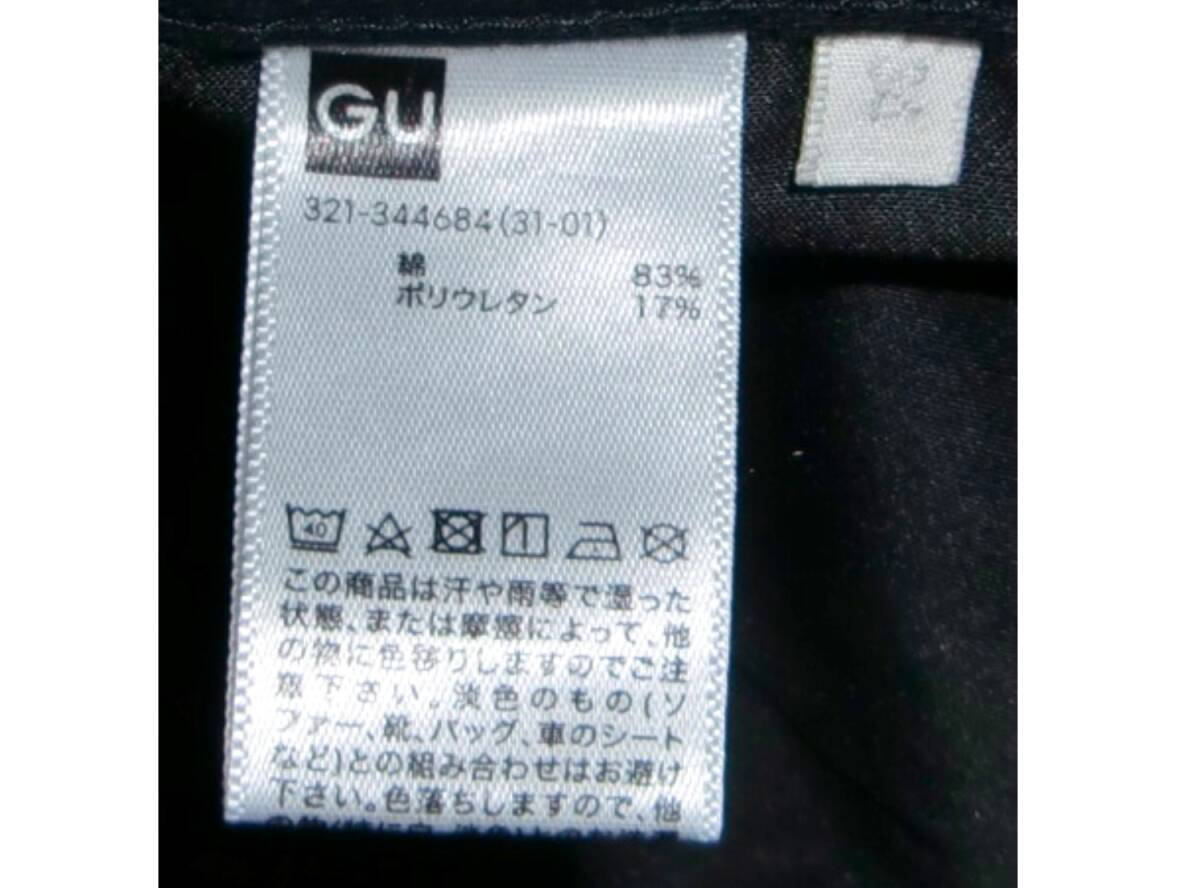 GU
321-344684(31-01)
綿 83%
ポリウレタン 17%
40
この商品は汗や雨等で湿った
状態、または摩擦によって、他
の物に色移りしますのでご注
意下さい。淡色のもの(ソ
ファー、靴、バッグ、車のシート
など)との組み合わせはお避け
下さい。色落ちしますので、他